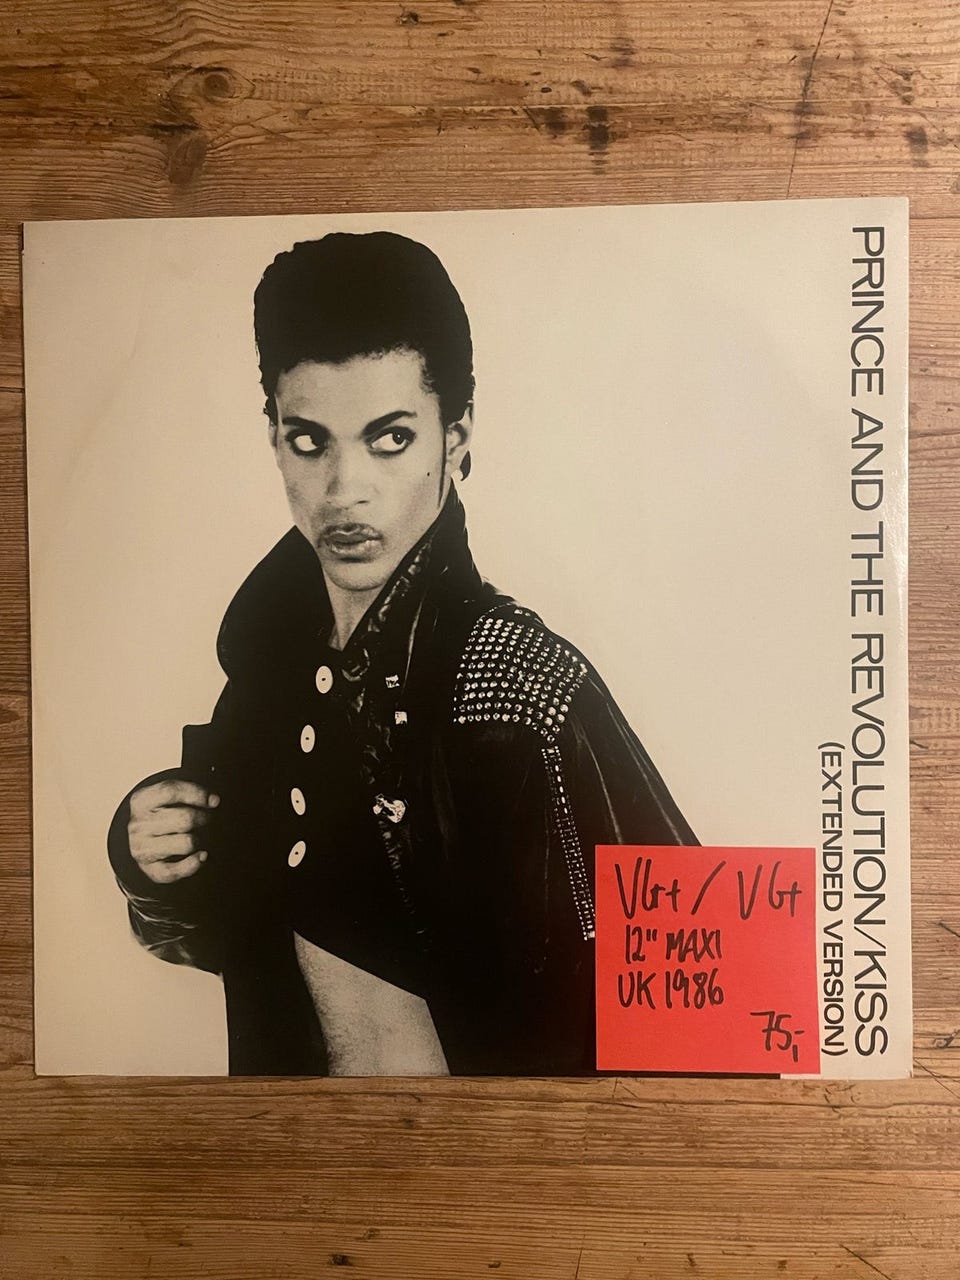 PRINCE AND THE REVOLUTION/KISS
(EXTENDED VERSION)
VG+ / VG+
12" MAXI
UK 1986
75,-